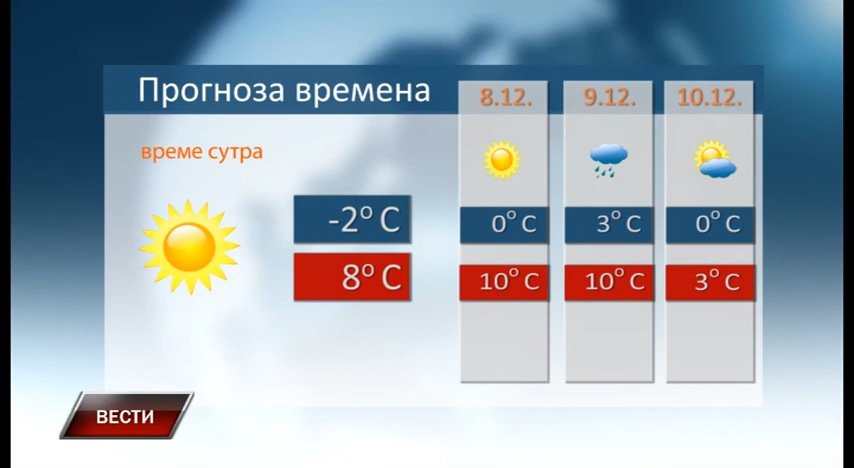 Прогноза времена
време сутра
-2° C
8° C
8.12.
0° C
10° C
9.12.
3° C
10° C
10.12.
0° C
3° C
ВЕСТИ